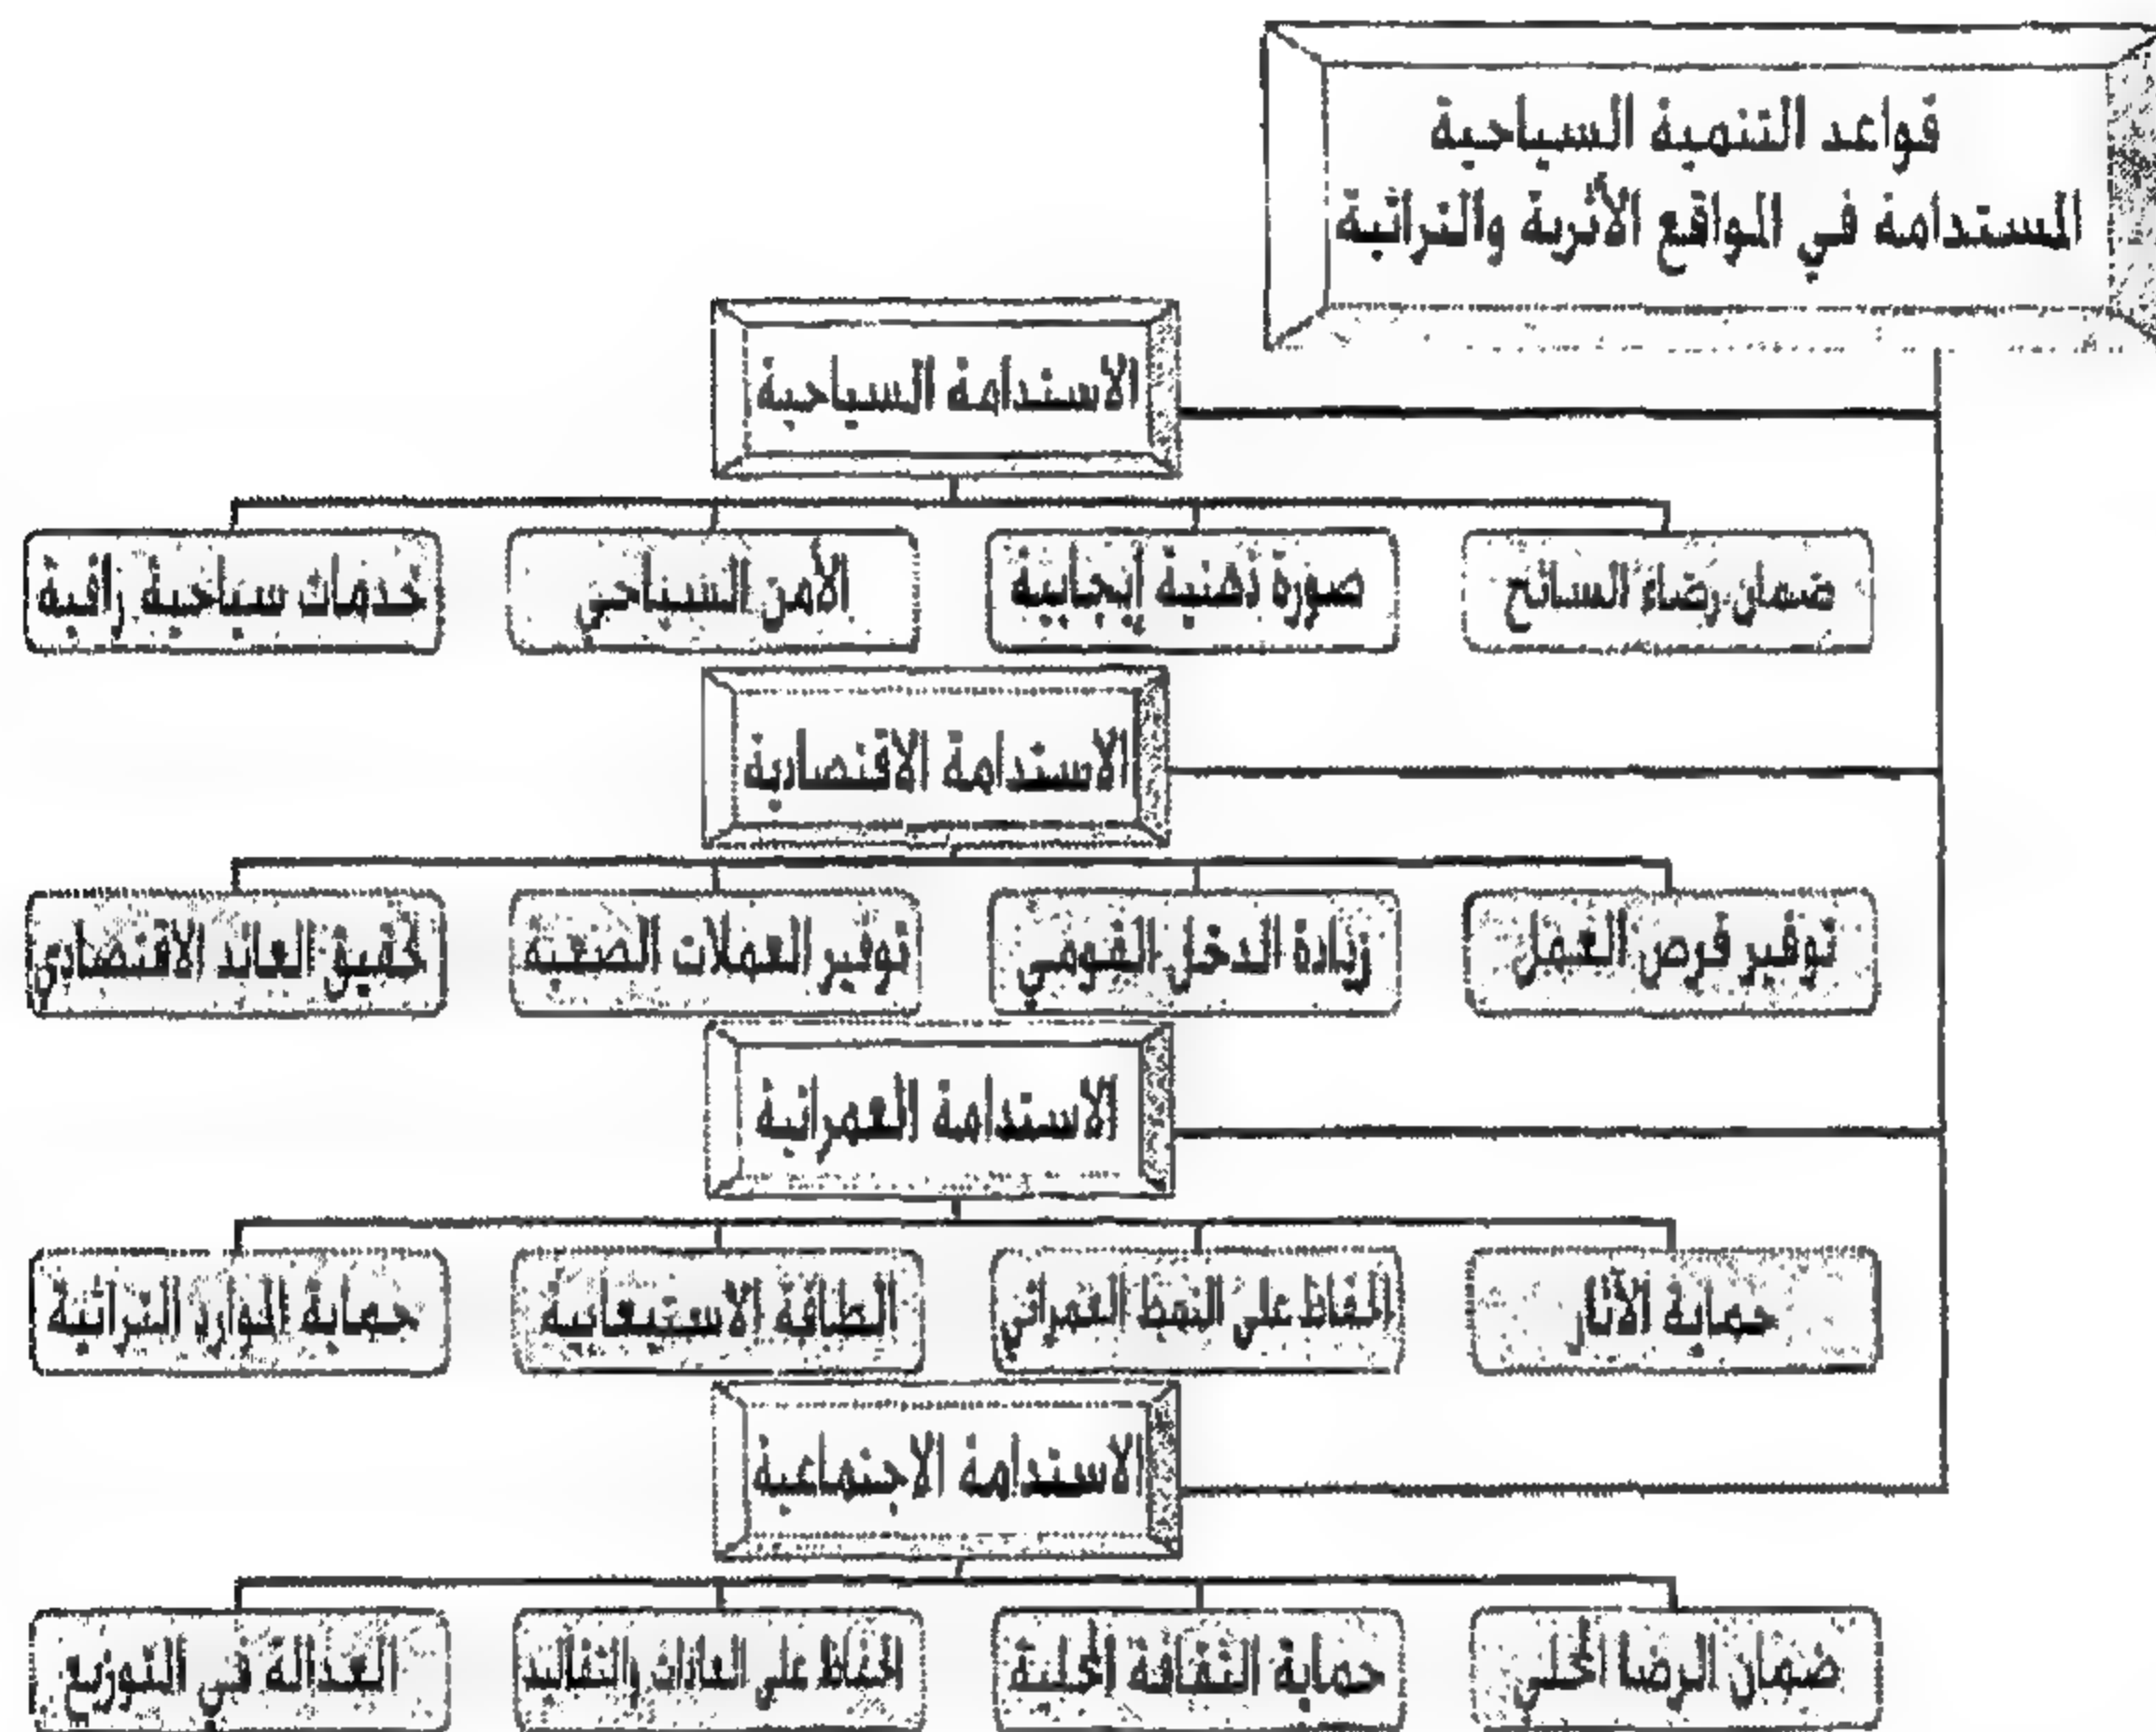 قواعد التنمية السياحية
المستدامة في المواقع الأثرية والتراثية
الاستدامة السياحية
ضمان رضاء السائح
صورة ذهنية إيجابية
الأمن السياحي
خدمات سياحية راقية
الاستدامة الاقتصادية
توفير فرص العمل
زيادة الدخل القومي
توفير العملات الصعبة
تحقيق العائد الاقتصادي
الاستدامة العمرانية
حماية الآثار
الحفاظ على النمط العمراني
الطاقة الاستيعابية
حماية الموارد التراثية
الاستدامة الاجتماعية
ضمان الرضا المحلي
حماية الثقافة المحلية
الحفاظ على العادات والتقاليد
العدالة في التوزيع